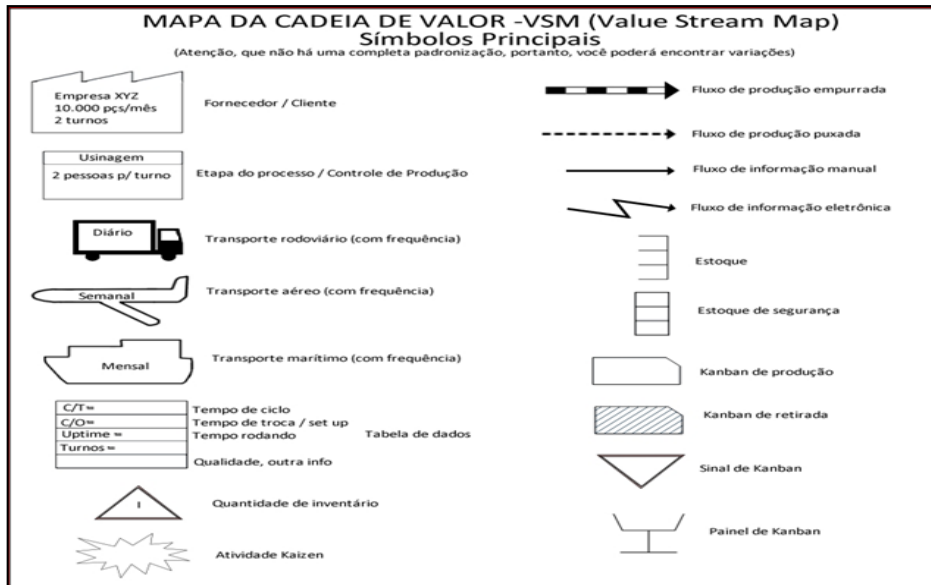 MAPA DA CADEIA DE VALOR -VSM (Value Stream Map)
Símbolos Principais
(Atenção, que não há uma completa padronização, portanto, você poderá encontrar variações)
Empresa XYZ
10.000 pçs/mês
2 turnos
Fornecedor / Cliente
Usinagem
2 pessoas p/ turno
Etapa do processo / Controle de Produção
Diário
Transporte rodoviário (com frequência)
Semanal
Transporte aéreo (com frequência)
Mensal
Transporte marítimo (com frequência)
C/T=
Tempo de ciclo
C/O=
Tempo de troca / set up
Uptime =
Tempo rodando
Tabela de dados
Turnos =
Qualidade, outra info
I
Quantidade de inventário
Atividade Kaizen
Fluxo de produção empurrada
Fluxo de produção puxada
Fluxo de informação manual
Fluxo de informação eletrônica
Estoque
Estoque de segurança
Kanban de produção
Kanban de retirada
Sinal de Kanban
Painel de Kanban